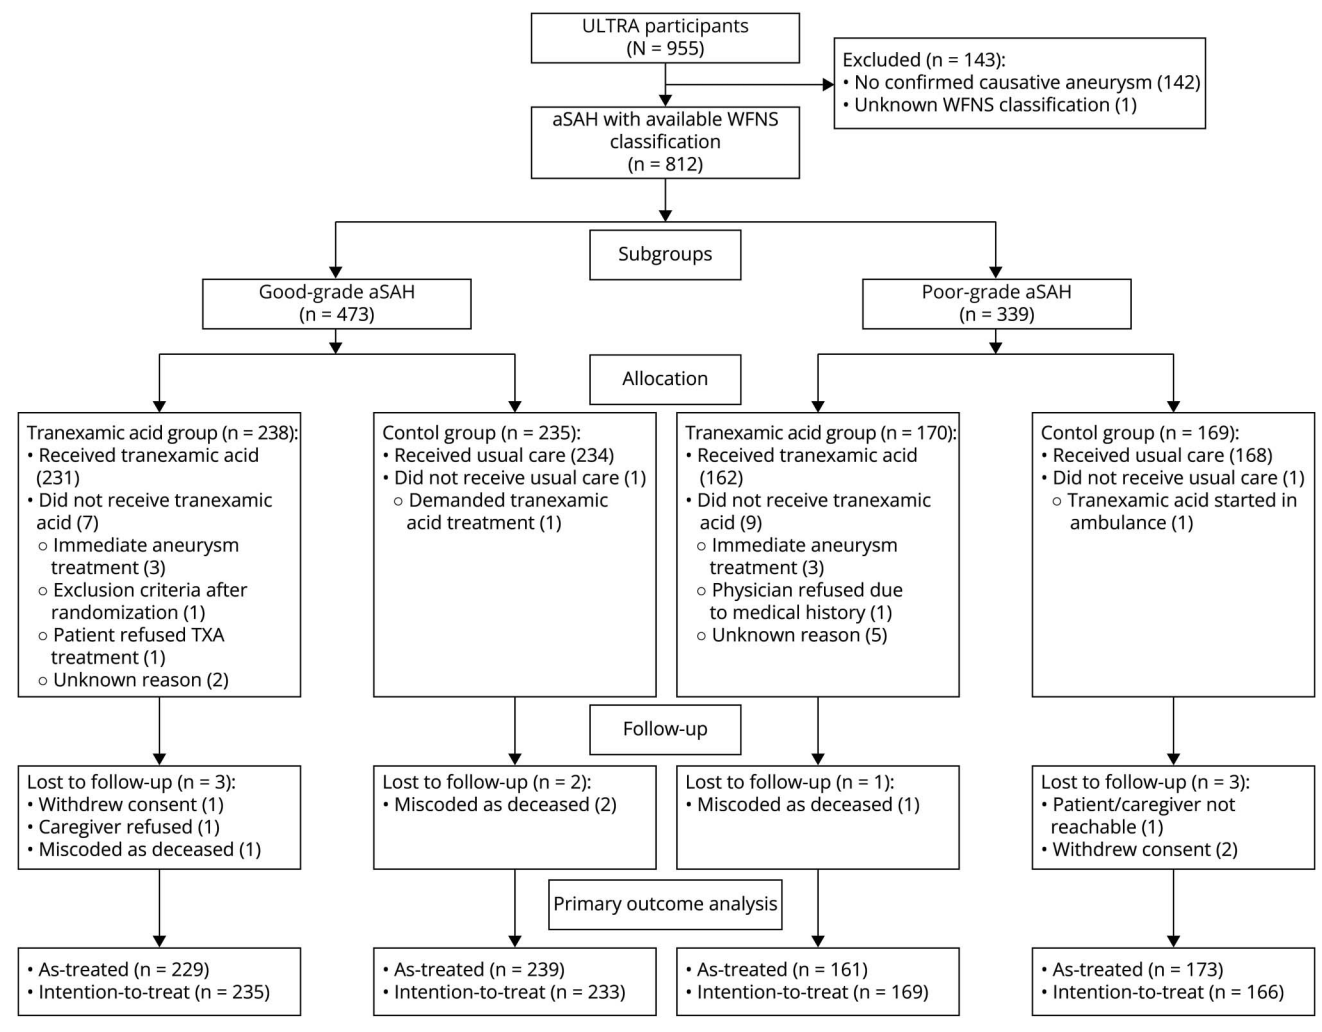 ULTRA participants
(N = 955)
Excluded (n = 143):
• No confirmed causative aneurysm (142)
• Unknown WFNS classification (1)
aSAH with available WFNS
classification
(n = 812)
Subgroups
Good-grade aSAH
(n = 473)
Poor-grade aSAH
(n = 339)
Allocation
Tranexamic acid group (n = 238):
• Received tranexamic acid
(231)
• Did not receive tranexamic
acid (7)
○ Immediate aneurysm
treatment (3)
○ Exclusion criteria after
randomization (1)
○ Patient refused TXA
treatment (1)
○ Unknown reason (2)
Contol group (n = 235):
• Received usual care (234)
• Did not receive usual care (1)
○ Demanded tranexamic
acid treatment (1)
Tranexamic acid group (n = 170):
• Received tranexamic acid
(162)
• Did not receive tranexamic
acid (9)
○ Immediate aneurysm
treatment (3)
○ Physician refused due
to medical history (1)
○ Unknown reason (5)
Contol group (n = 169):
• Received usual care (168)
• Did not receive usual care (1)
○ Tranexamic acid started in
ambulance (1)
Follow-up
Lost to follow-up (n = 3):
• Withdrew consent (1)
• Caregiver refused (1)
• Miscoded as deceased (1)
Lost to follow-up (n = 2):
• Miscoded as deceased (2)
Lost to follow-up (n = 1):
• Miscoded as deceased (1)
Lost to follow-up (n = 3):
• Patient/caregiver not
reachable (1)
• Withdrew consent (2)
Primary outcome analysis
• As-treated (n = 229)
• Intention-to-treat (n = 235)
• As-treated (n = 239)
• Intention-to-treat (n = 233)
• As-treated (n = 161)
• Intention-to-treat (n = 169)
• As-treated (n = 173)
• Intention-to-treat (n = 166)